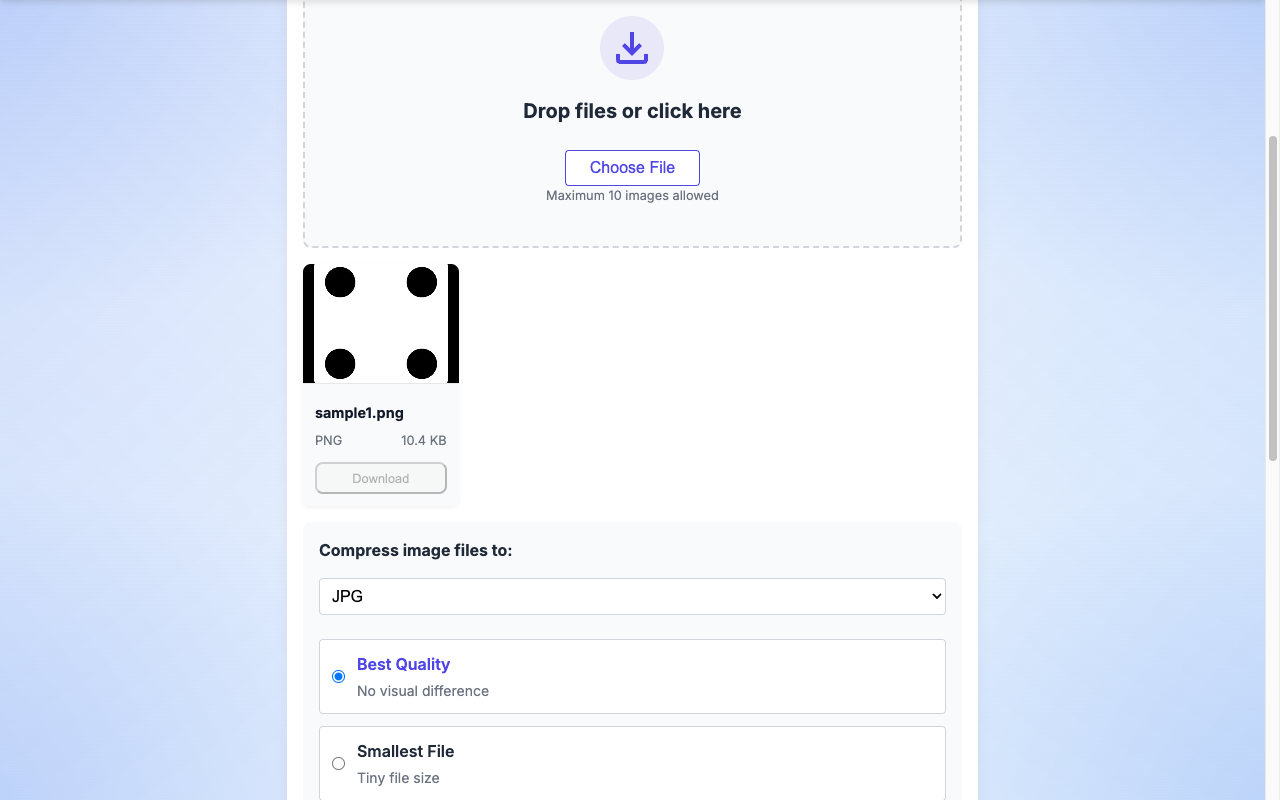 Drop files or click here
Choose File
Maximum 10 images allowed
sample1.png
PNG 10.4 KB
Download
Compress image files to:
JPG
Best Quality
No visual difference
Smallest File
Tiny file size